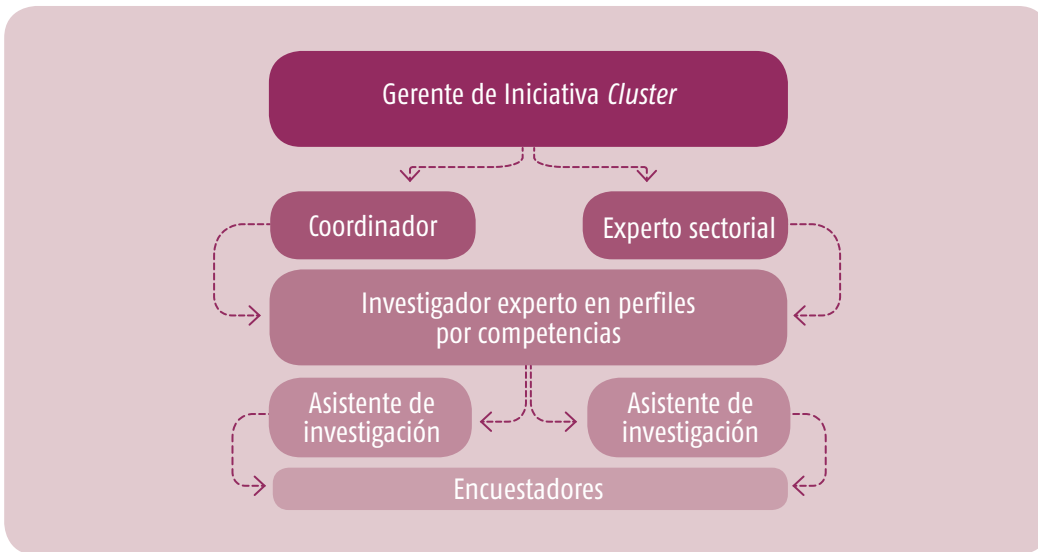 Gerente de Iniciativa Cluster
Coordinador
Experto sectorial
Investigador experto en perfiles
por competencias
Asistente de
investigación
Asistente de
investigación
Encuestadores